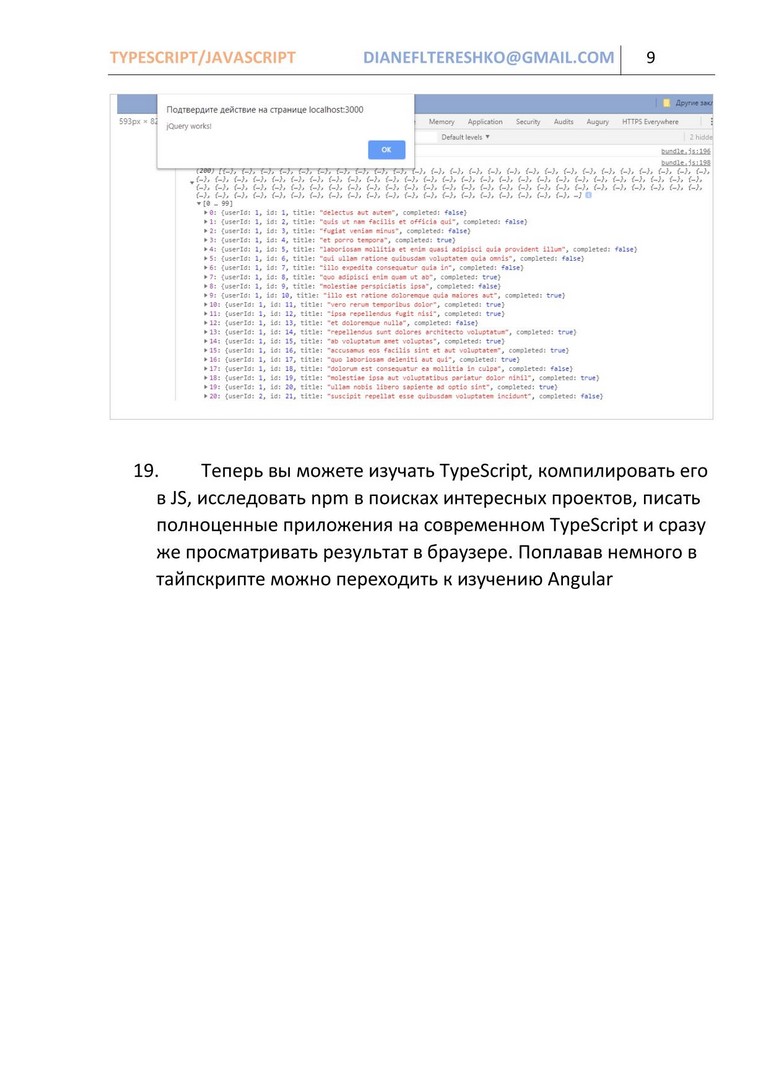 TYPESCRIPT/JAVASCRIPT DIANEFLTERESHKO@GMAIL.COM 9
Подтвердите действие на странице localhost:3000
jQuery works!
OK
Другие закл
593px × 82
Memory Application Security Audits Augury HTTPS Everywhere
Default levels ▼ 2 hidde
bundle.js:196
bundle.js:198
(200) [{…}, {…}, {…}, {…}, {…}, {…}, {…}, {…}, {…}, {…}, {…}, {…}, {…}, {…}, {…}, {…}, {…}, {…}, {…}, {…}, {…}, {…},
{…}, {…}, {…}, {…}, {…}, {…}, {…}, {…}, {…}, {…}, {…}, {…}, {…}, {…}, {…}, {…}, {…}, {…}, {…}, {…}, {…}, {…}, {…}, {…},
{…}, {…}, {…}, {…}, {…}, {…}, {…}, {…}, {…}, {…}, {…}, {…}, {…}, {…}, {…}, {…}, {…}, {…}, {…}, {…}, {…}, {…}, {…}, {…},
{…}, {…}, {…}, {…}, {…}, {…}, {…}, {…}, {…}, {…}, {…}, {…}, {…}, {…}, {…}, {…}, {…}, {…}, …]
▼[0 … 99]
▶0: {userId: 1, id: 1, title: "delectus aut autem", completed: false}
▶1: {userId: 1, id: 2, title: "quis ut nam facilis et officia qui", completed: false}
▶2: {userId: 1, id: 3, title: "fugiat veniam minus", completed: false}
▶3: {userId: 1, id: 4, title: "et porro tempora", completed: true}
▶4: {userId: 1, id: 5, title: "laboriosam mollitia et enim quasi adipisci quia provident illum", completed: false}
▶5: {userId: 1, id: 6, title: "qui ullam ratione quibusdam voluptatem quia omnis", completed: false}
▶6: {userId: 1, id: 7, title: "illo expedita consequatur quia in", completed: false}
▶7: {userId: 1, id: 8, title: "quo adipisci enim quam ut ab", completed: true}
▶8: {userId: 1, id: 9, title: "molestiae perspiciatis ipsa", completed: false}
▶9: {userId: 1, id: 10, title: "illo est ratione doloremque quia maiores aut", completed: true}
▶10: {userId: 1, id: 11, title: "vero rerum temporibus dolor", completed: true}
▶11: {userId: 1, id: 12, title: "ipsa repellendus fugit nisi", completed: true}
▶12: {userId: 1, id: 13, title: "et doloremque nulla", completed: false}
▶13: {userId: 1, id: 14, title: "repellendus sunt dolores architecto voluptatum", completed: true}
▶14: {userId: 1, id: 15, title: "ab voluptatum amet voluptas", completed: true}
▶15: {userId: 1, id: 16, title: "accusamus eos facilis sint et aut voluptatem", completed: true}
▶16: {userId: 1, id: 17, title: "quo laboriosam deleniti aut qui", completed: true}
▶17: {userId: 1, id: 18, title: "dolorum est consequatur ea mollitia in culpa", completed: false}
▶18: {userId: 1, id: 19, title: "molestiae ipsa aut voluptatibus pariatur dolor nihil", completed: true}
▶19: {userId: 1, id: 20, title: "ullam nobis libero sapiente ad optio sint", completed: true}
▶20: {userId: 2, id: 21, title: "suscipit repellat esse quibusdam voluptatem incidunt", completed: false}
19. Теперь вы можете изучать TypeScript, компилировать его
в JS, исследовать npm в поисках интересных проектов, писать
полноценные приложения на современном TypeScript и сразу
же просматривать результат в браузере. Поплавав немного в
тайпскрипте можно переходить к изучению Angular